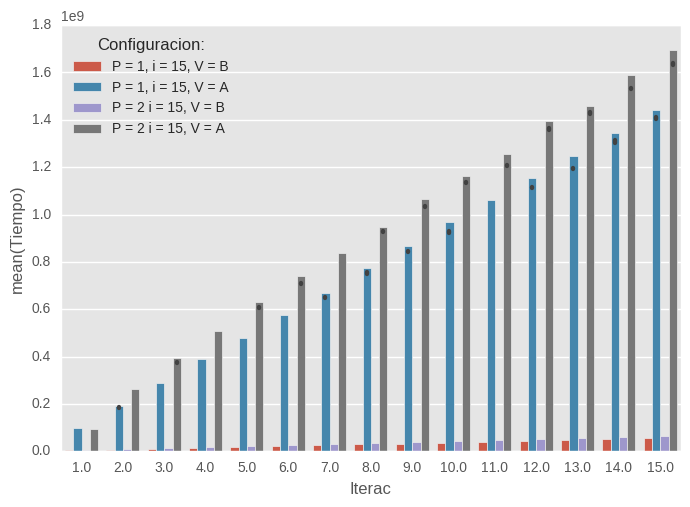 1e9
1.8
1.6
1.4
1.2
1.0
0.8
0.6
0.4
0.2
0.0
mean(Tiempo)
Configuracion:
P = 1, i = 15, V = B
P = 1, i = 15, V = A
P = 2 i = 15, V = B
P = 2 i = 15, V = A
1.0 2.0 3.0 4.0 5.0 6.0 7.0 8.0 9.0 10.0 11.0 12.0 13.0 14.0 15.0
Iterac